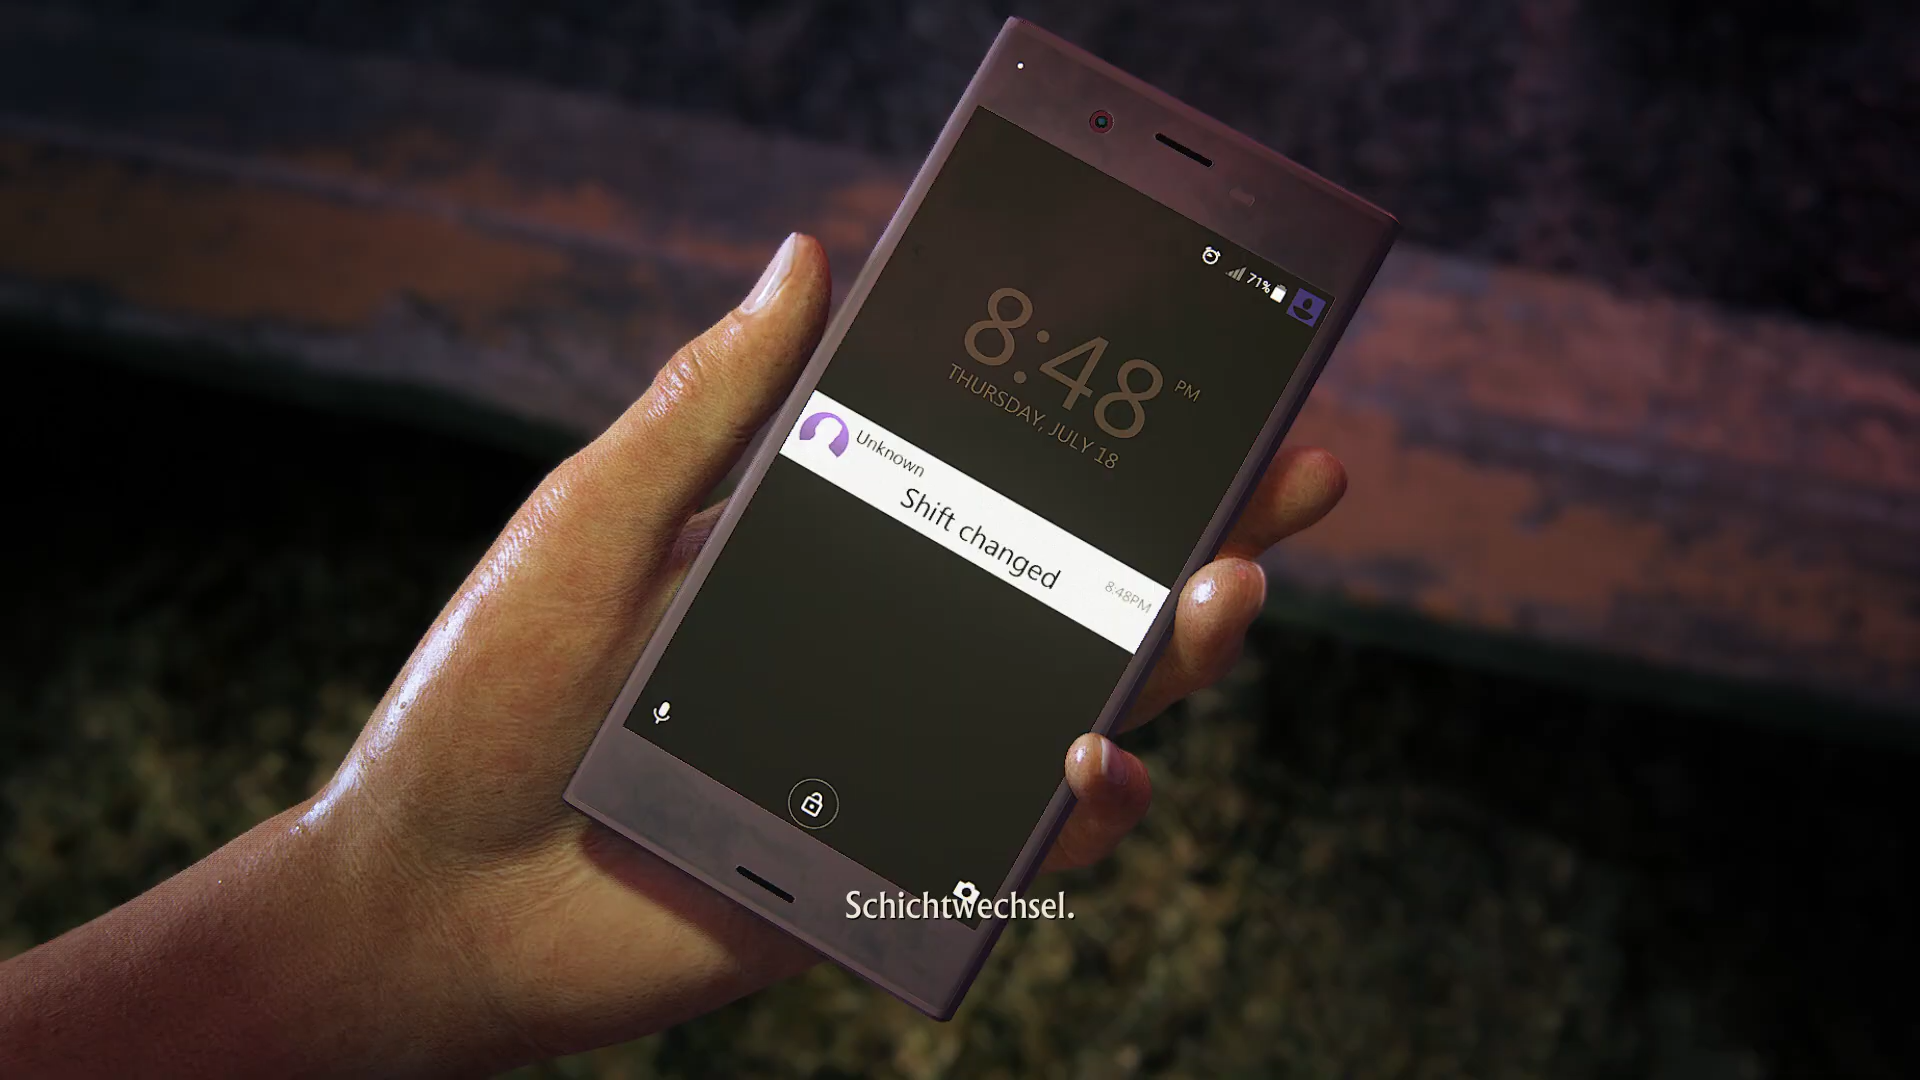 71%
8:48 PM
THURSDAY, JULY 18
Unknown
Shift changed
8:48PM
Schichtwechsel.